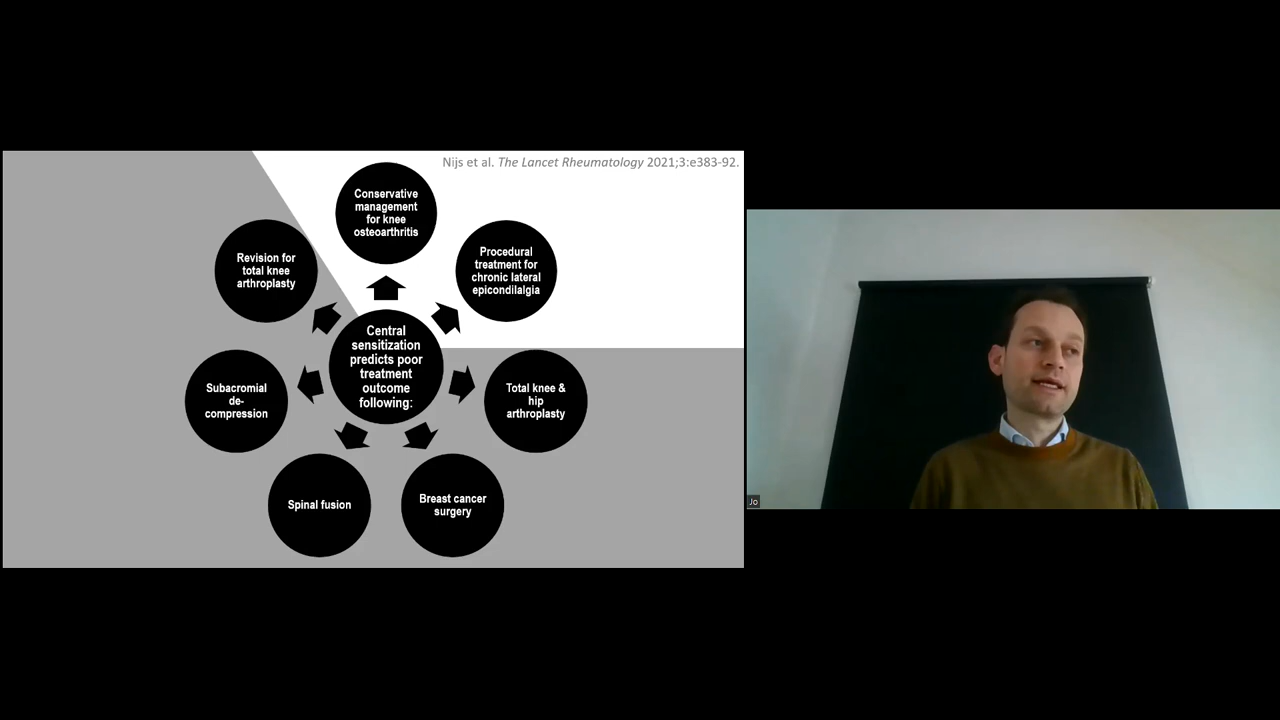 Nijs et al. The Lancet Rheumatology 2021;3:e383-92.
Conservative
management
for knee
osteoarthritis
Procedural
treatment for
chronic lateral
epicondilalgia
Total knee &
hip
arthroplasty
Breast cancer
surgery
Spinal fusion
Subacromial
de-
compression
Revision for
total knee
arthroplasty
Central
sensitization
predicts poor
treatment
outcome
following:
Jo